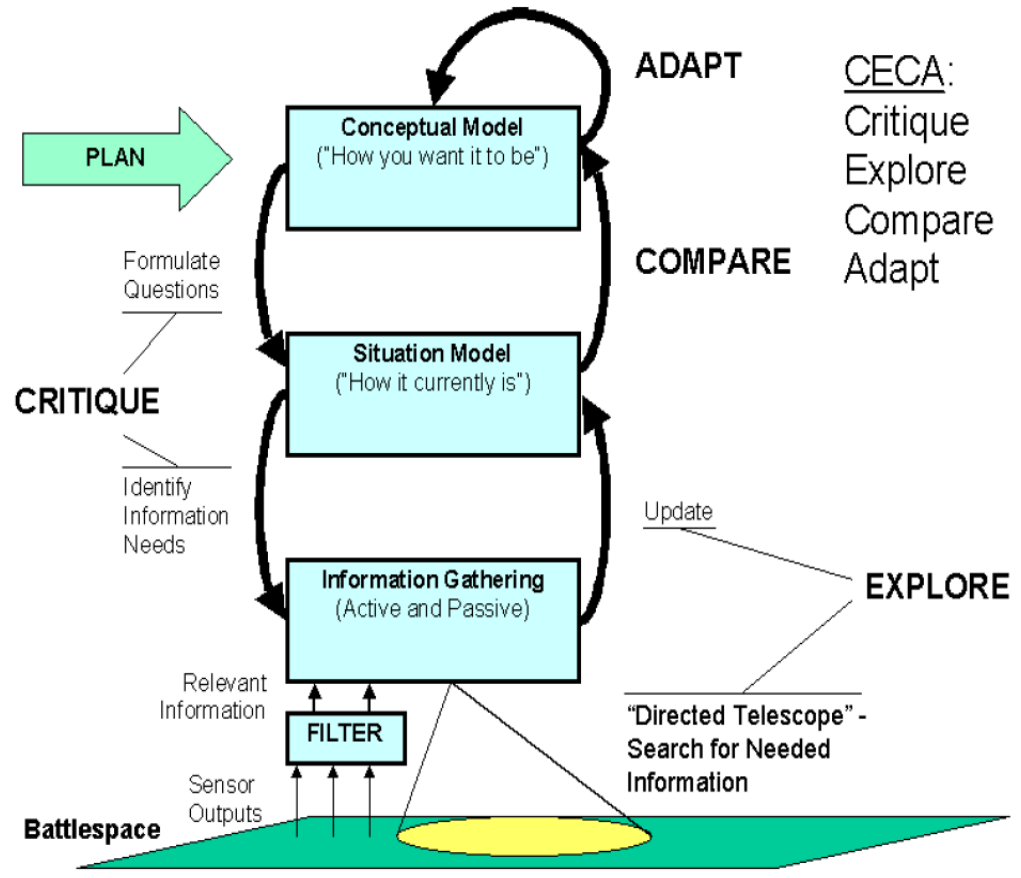 ADAPT
CECA:
Critique
Explore
Compare
Adapt
PLAN
Conceptual Model
("How you want it to be")
COMPARE
Formulate
Questions
CRITIQUE
Identify
Information
Needs
Situation Model
("How it currently is")
Update
EXPLORE
Information Gathering
(Active and Passive)
“Directed Telescope” -
Search for Needed
Information
Relevant
Information
FILTER
Sensor
Outputs
Battlespace